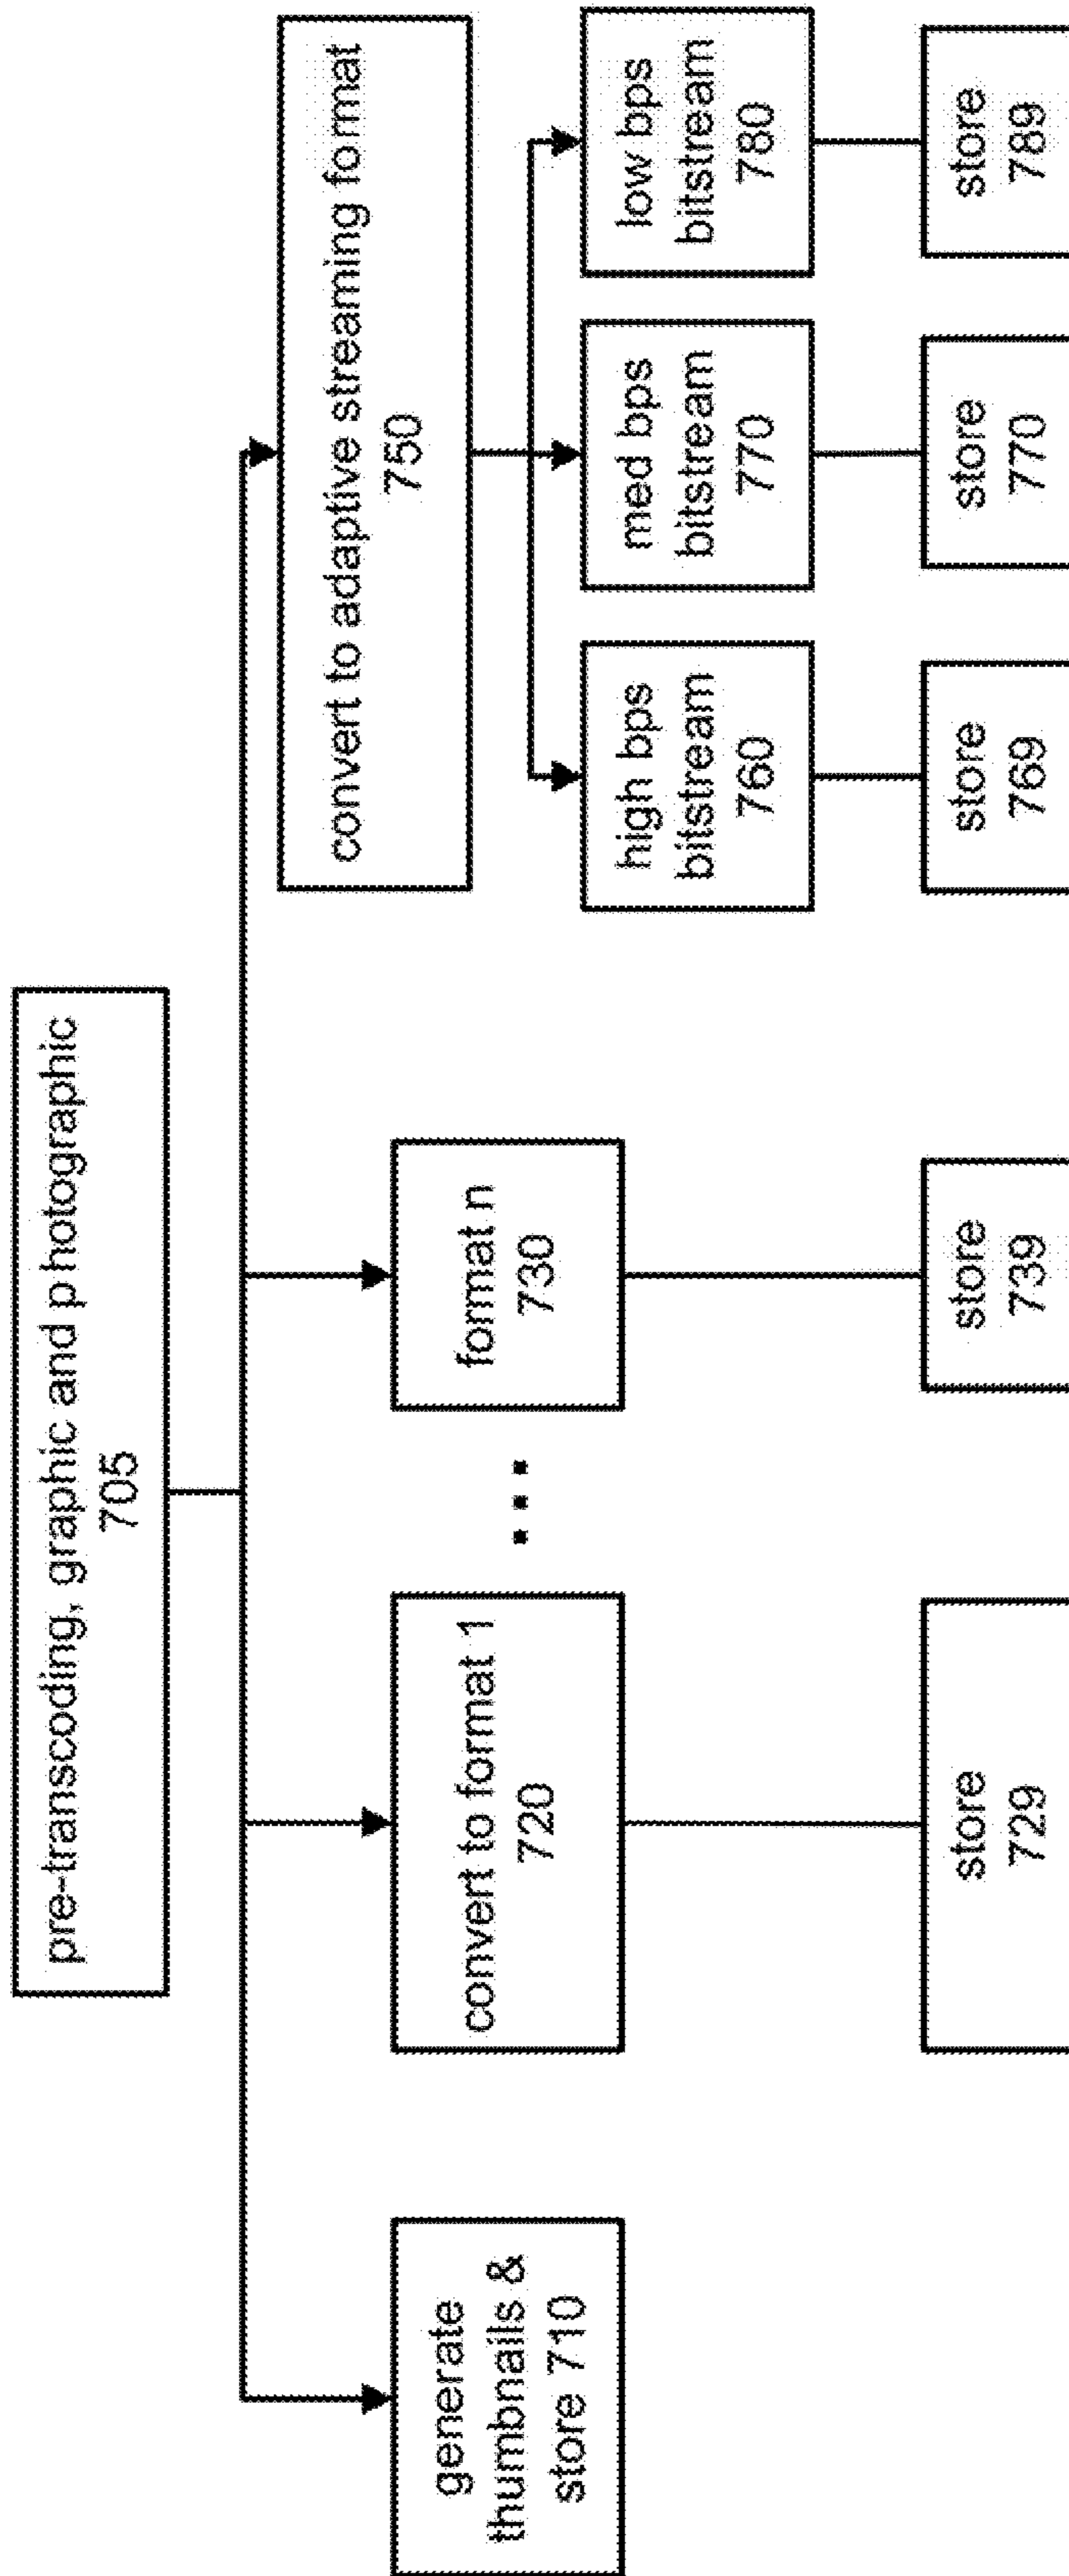 pre-transcoding, graphic and photographic
705
generate
thumbnails &
store 710
convert to format 1
720
store
729
...
format n
730
store
739
convert to adaptive streaming format
750
high bps
bitstream
760
store
769
med bps
bitstream
770
store
770
low bps
bitstream
780
store
789